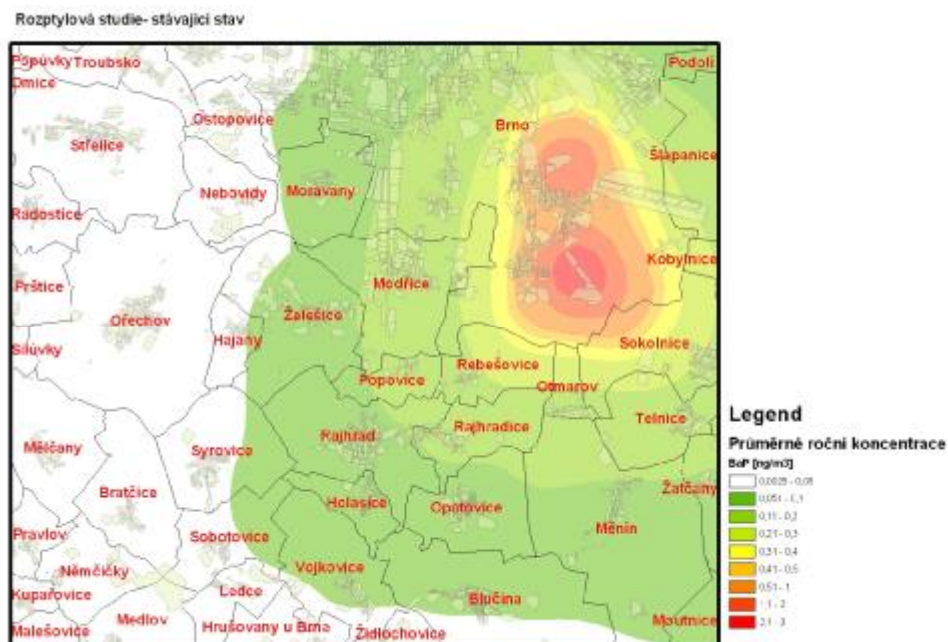 Rozptylová studie- stávající stav
Popůvky Troubsko
Omice
Podolí
Ostopovice
Brno
Střelice
Šlapanice
Nebovidy
Moravany
Radostice
Kobylnice
Prštice
Modřice
Ořechov
Želešice
Hajany
Sokolnice
Silůvky
Rebešovice
Popovice
Otmarov
Telnice
Rajhrad
Rajhradice
Mělčany
Syrovice
Bratčice
Holasice
Opatovice
Žatčany
Měnín
Pravlov
Sobotovice
Němčičky
Vojkovice
Kupařovice
Ledce
Blučina
Medlov
Malešovice
Hrušovany u Brna
Židlochovice
Moutnice
Legend
Průměrné roční koncentrace
BaP [ng/m3]
0,051 - 0,1
0,11 - 0,2
0,21 - 0,3
0,31 - 0,4
0,41 - 0,5
0,51 - 1
1,1 - 2
2,1 - 3